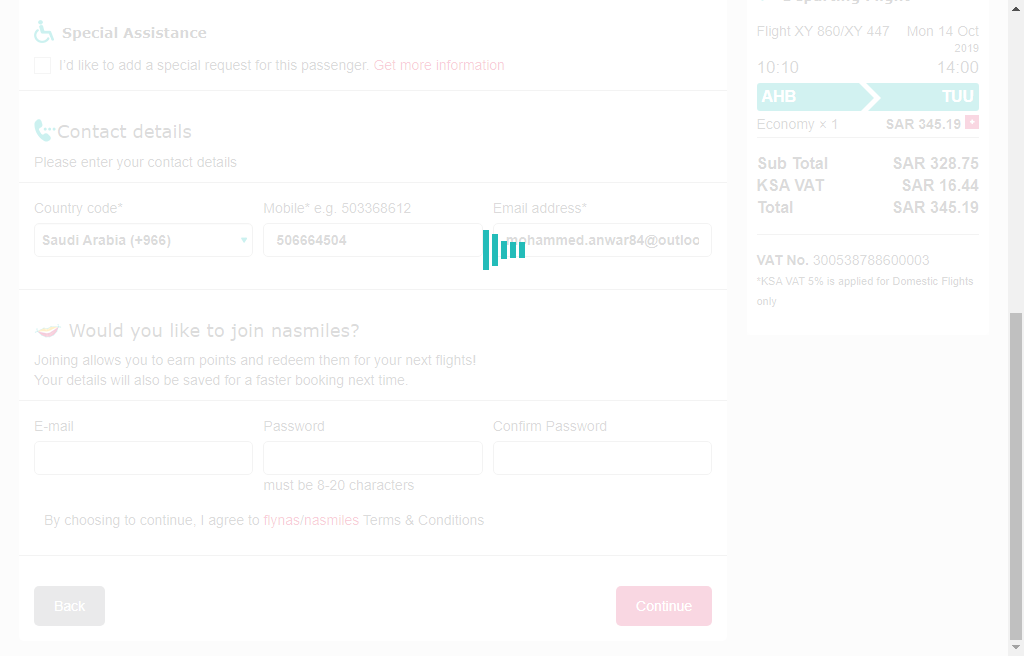 Special Assistance
I'd like to add a special request for this passenger. Get more information
Contact details
Please enter your contact details
Country code*
Mobile* e.g. 503368612
Email address*
Saudi Arabia (+966)
506664504
mohammed.anwar84@outloo
Would you like to join nasmiles?
Joining allows you to earn points and redeem them for your next flights!
Your details will also be saved for a faster booking next time.
E-mail
Password
Confirm Password
must be 8-20 characters
By choosing to continue, I agree to flynas/nasmiles Terms & Conditions
Back
Continue
Departing Flight
Flight XY 860/XY 447 Mon 14 Oct
2019
10:10 14:00
AHB TUU
Economy × 1 SAR 345.19 +
Sub Total SAR 328.75
KSA VAT SAR 16.44
Total SAR 345.19
VAT No. 300538788600003
*KSA VAT 5% is applied for Domestic Flights
only